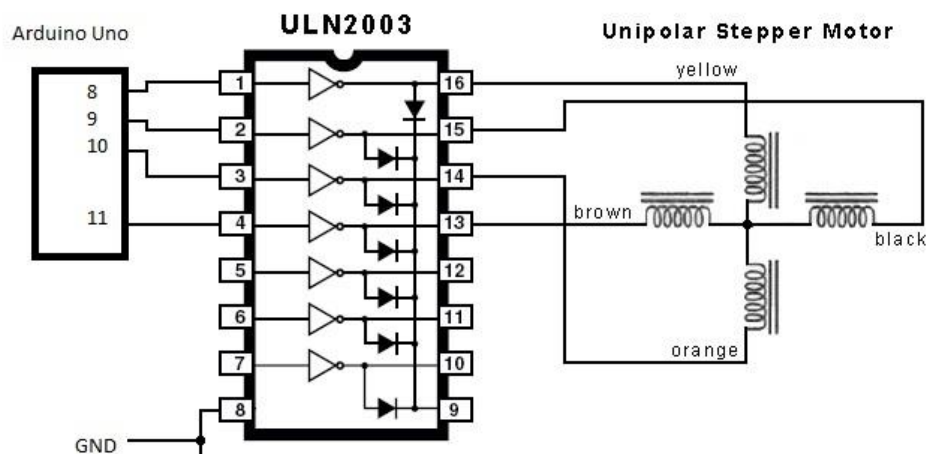 ULN2003
Arduino Uno
Unipolar Stepper Motor
yellow
8
9
10
11
1
2
3
4
5
6
7
8
16
15
14
13
12
11
10
9
brown
black
orange
GND